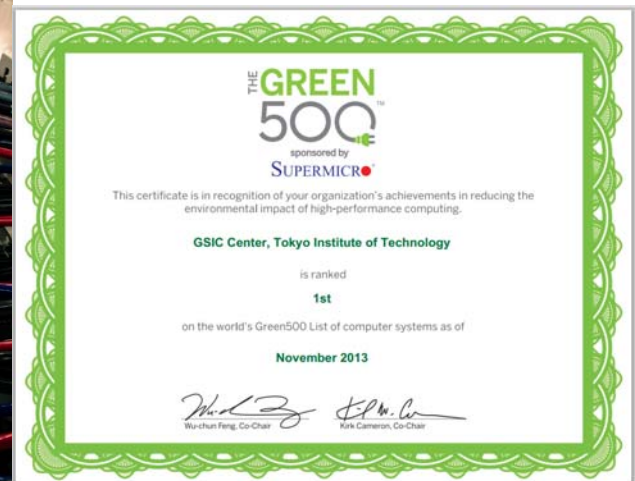 THE GREEN
500™
sponsored by
SUPERMICR●
This certificate is in recognition of your organization's achievements in reducing the
environmental impact of high-performance computing.
GSIC Center, Tokyo Institute of Technology
is ranked
1st
on the world's Green500 List of computer systems as of
November 2013
Wu-chun Feng, Co-Chair Kirk Cameron, Co-Chair